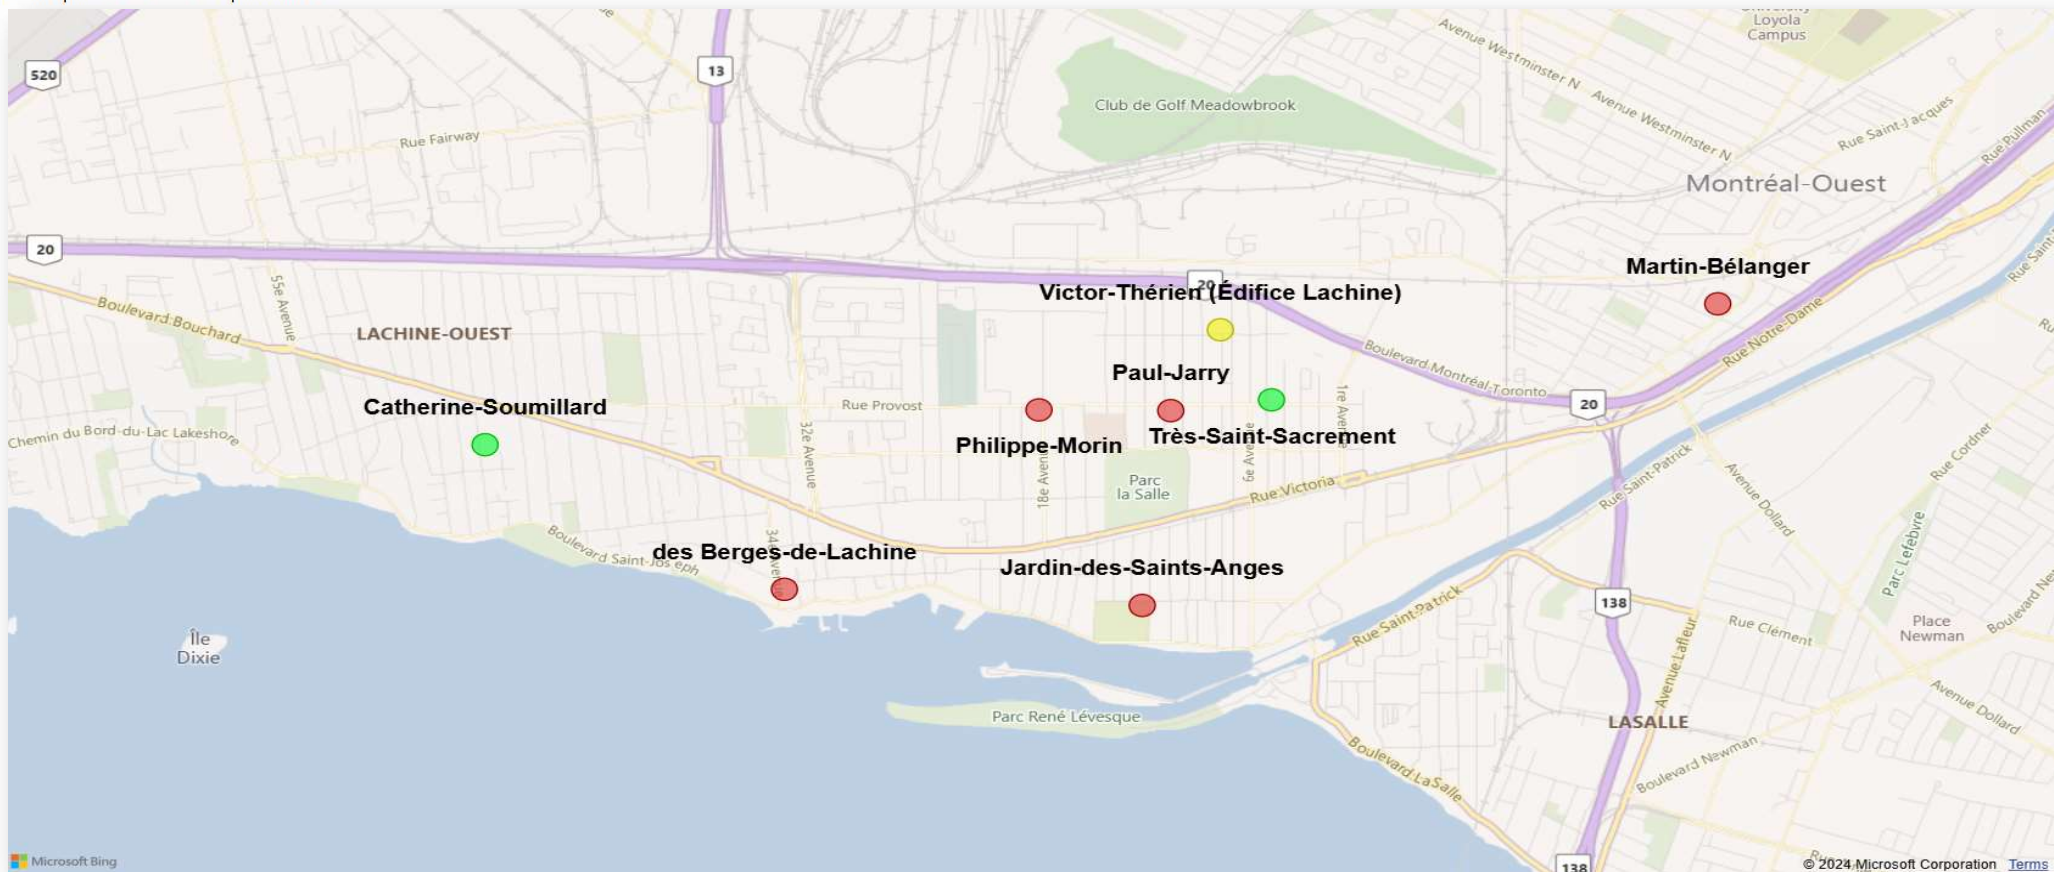 University
Loyola
Campus
Avenue Westminster N
520
13
Club de Golf Meadowbrook
Avenue Westminster N
Rue Saint-Jacques
Rue Pullman
Rue Fairway
Montréal-Ouest
20
Martin-Bélanger
20
Victor-Thérien (Édifice Lachine)
55e Avenue
Boulevard Bouchard
LACHINE-OUEST
Rue Notre-Dame
Boulevard Montréal-Toronto
Paul-Jarry
1re Avenue
Catherine-Soumillard
Rue Provost
20
Chemin du Bord-du-Lac Lakeshore
32e Avenue
Philippe-Morin
Très-Saint-Sacrement
18e Avenue
Parc
la Salle
Rue Victoria
Rue Saint-Patrick
Avenue Dollard
Rue Cordner
Boulevard Saint-Joseph
34e Avenue
des Berges-de-Lachine
Jardin-des-Saints-Anges
Parc Lefebvre
138
Rue Saint-Patrick
Rue Clément
Place
Newman
Île
Dixie
Avenue Lafleur
Parc René Lévesque
LASALLE
Avenue Dollard
Boulevard LaSalle
Boulevard Newman
Microsoft Bing
138
© 2024 Microsoft Corporation Terms